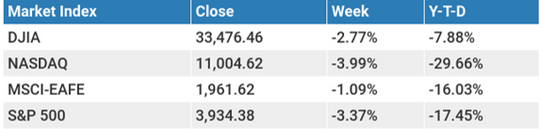 Market Index Close Week Y-T-D
DJIA 33,476.46 -2.77% -7.88%
NASDAQ 11,004.62 -3.99% -29.66%
MSCI-EAFE 1,961.62 -1.09% -16.03%
S&P 500 3,934.38 -3.37% -17.45%